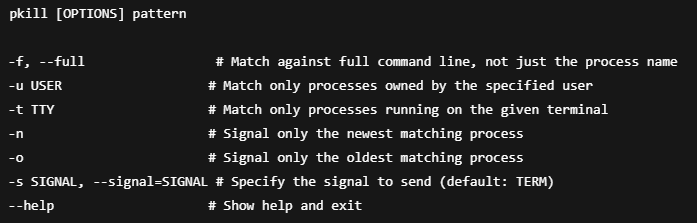 pkill [OPTIONS] pattern
-f, --full # Match against full command line, not just the process name
-u USER # Match only processes owned by the specified user
-t TTY # Match only processes running on the given terminal
-n # Signal only the newest matching process
-o # Signal only the oldest matching process
-s SIGNAL, --signal=SIGNAL # Specify the signal to send (default: TERM)
--help # Show help and exit